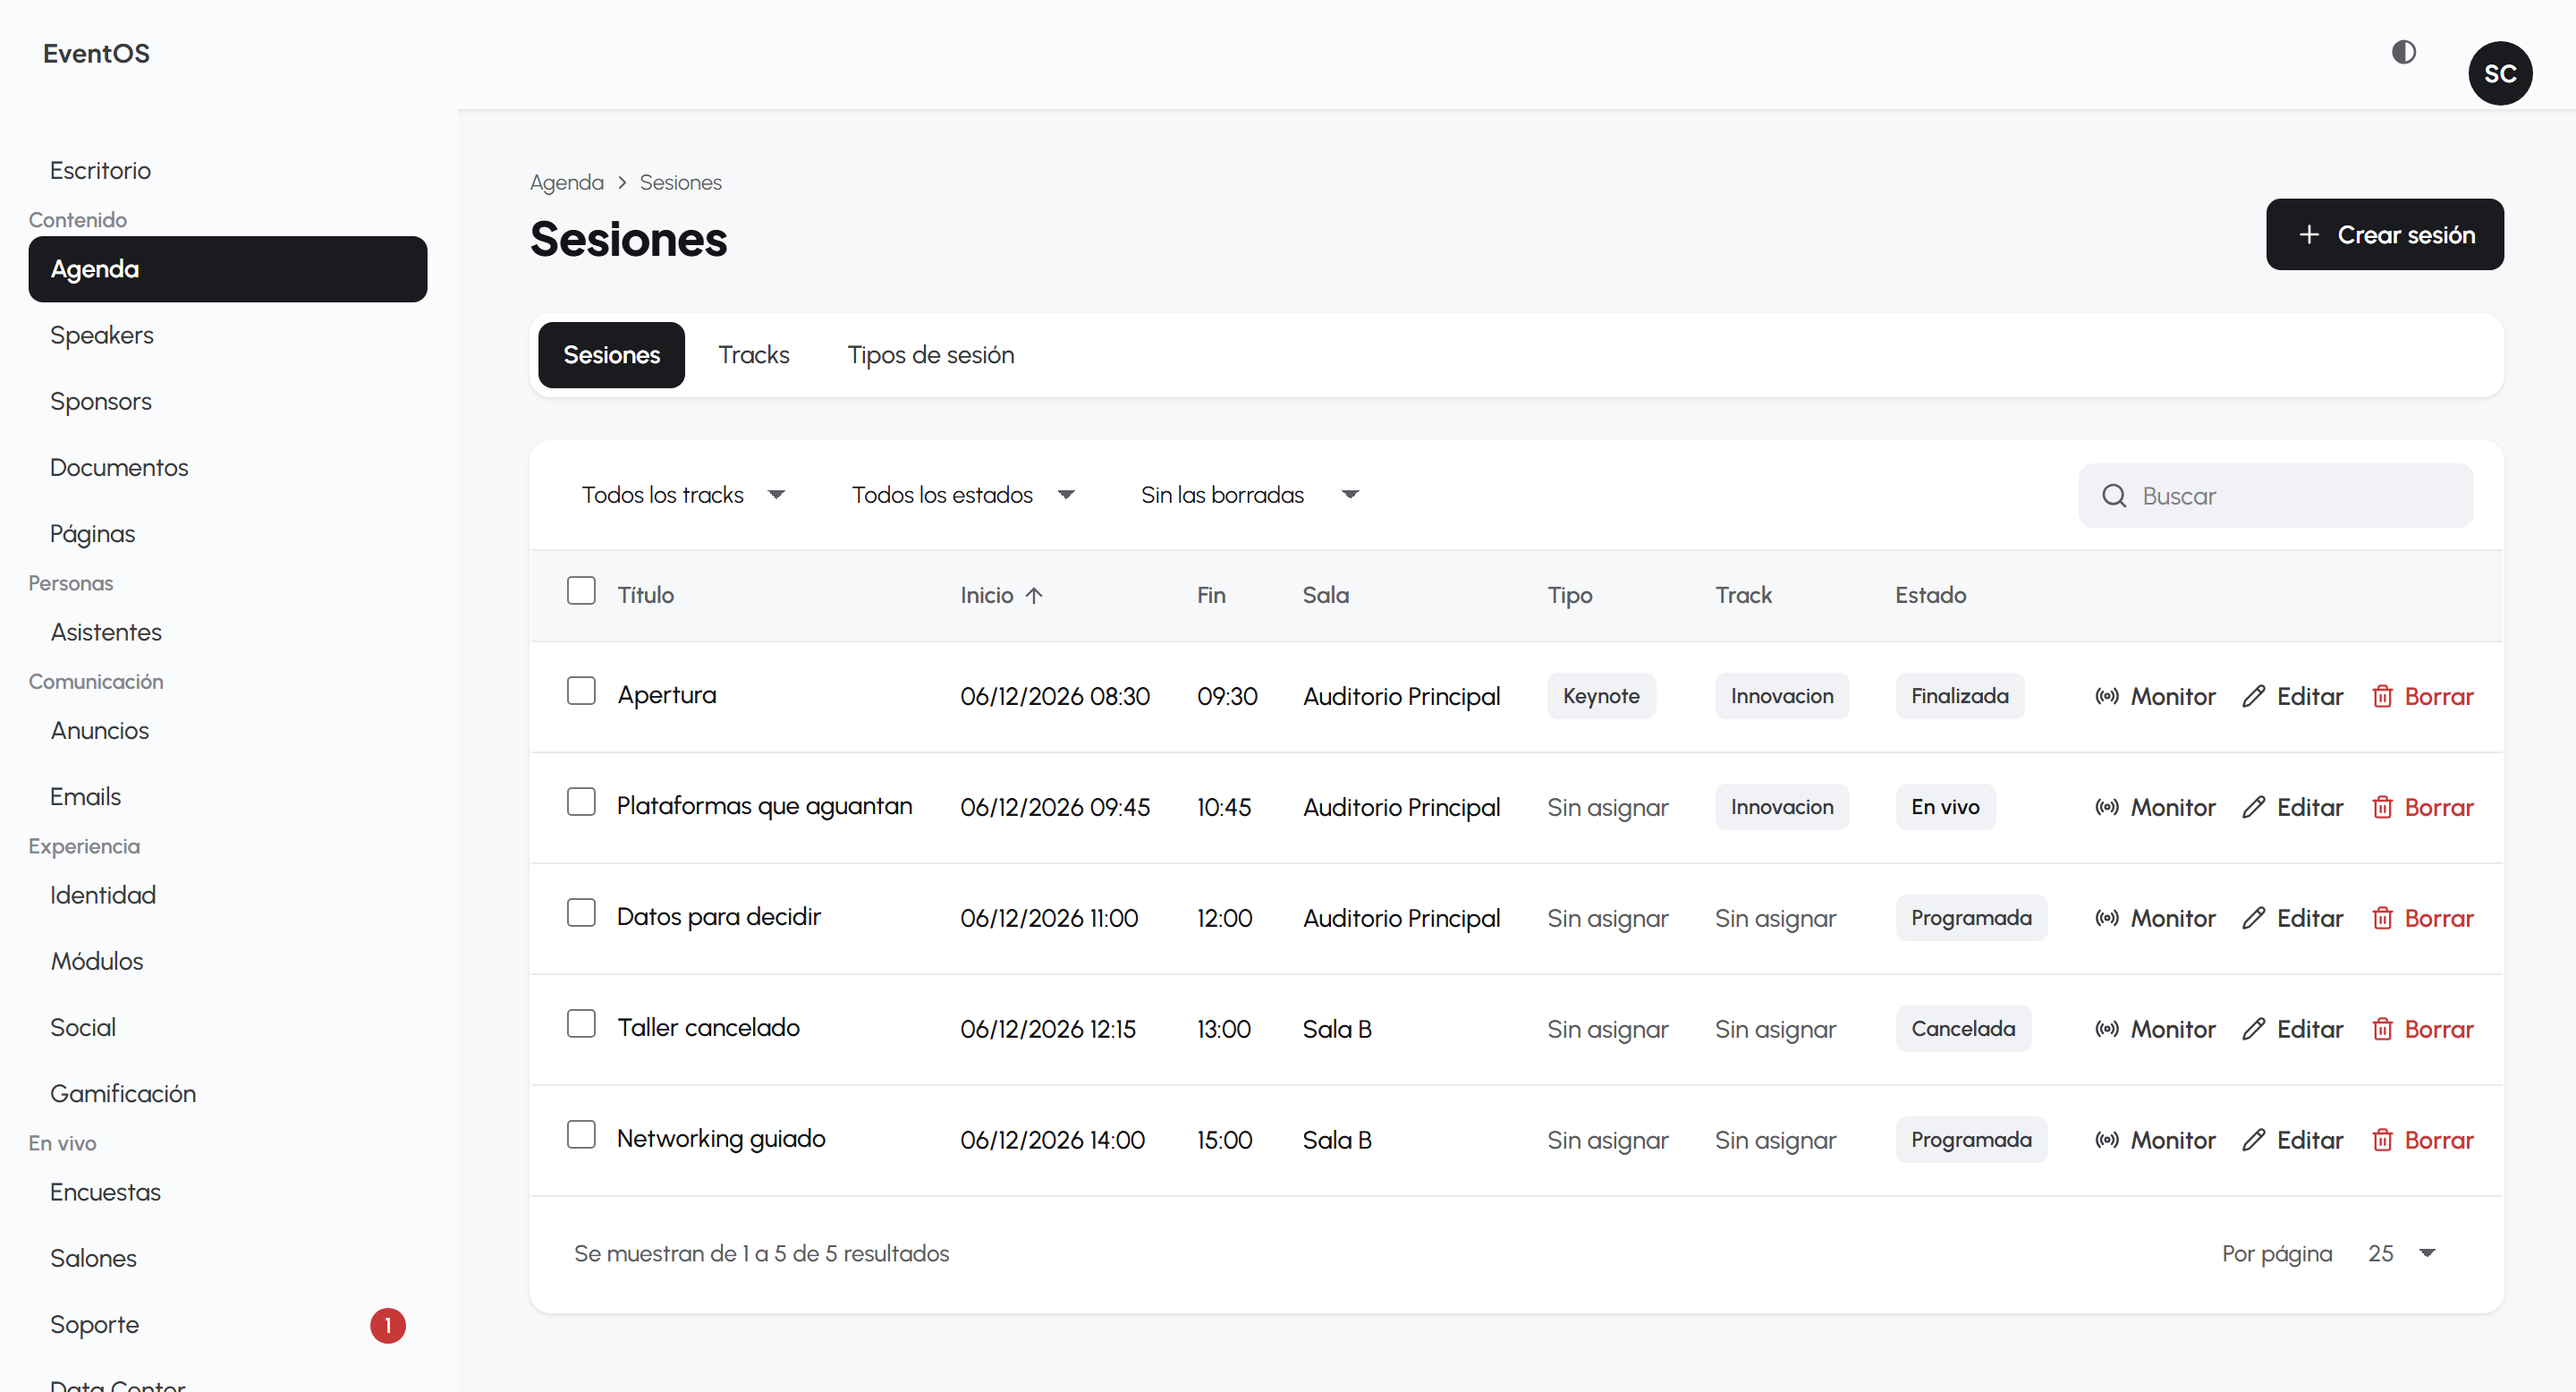 EventOS
SC
Escritorio
Contenido
Agenda
Speakers
Sponsors
Documentos
Páginas
Personas
Asistentes
Comunicación
Anuncios
Emails
Experiencia
Identidad
Módulos
Social
Gamificación
En vivo
Encuestas
Salones
Soporte 1
Data Center
Agenda > Sesiones
Sesiones
+ Crear sesión
Sesiones Tracks Tipos de sesión
Todos los tracks Todos los estados Sin las borradas Buscar
Título Inicio ↑ Fin Sala Tipo Track Estado
Apertura 06/12/2026 08:30 09:30 Auditorio Principal Keynote Innovacion Finalizada Monitor Editar Borrar
Plataformas que aguantan 06/12/2026 09:45 10:45 Auditorio Principal Sin asignar Innovacion En vivo Monitor Editar Borrar
Datos para decidir 06/12/2026 11:00 12:00 Auditorio Principal Sin asignar Sin asignar Programada Monitor Editar Borrar
Taller cancelado 06/12/2026 12:15 13:00 Sala B Sin asignar Sin asignar Cancelada Monitor Editar Borrar
Networking guiado 06/12/2026 14:00 15:00 Sala B Sin asignar Sin asignar Programada Monitor Editar Borrar
Se muestran de 1 a 5 de 5 resultados Por página 25